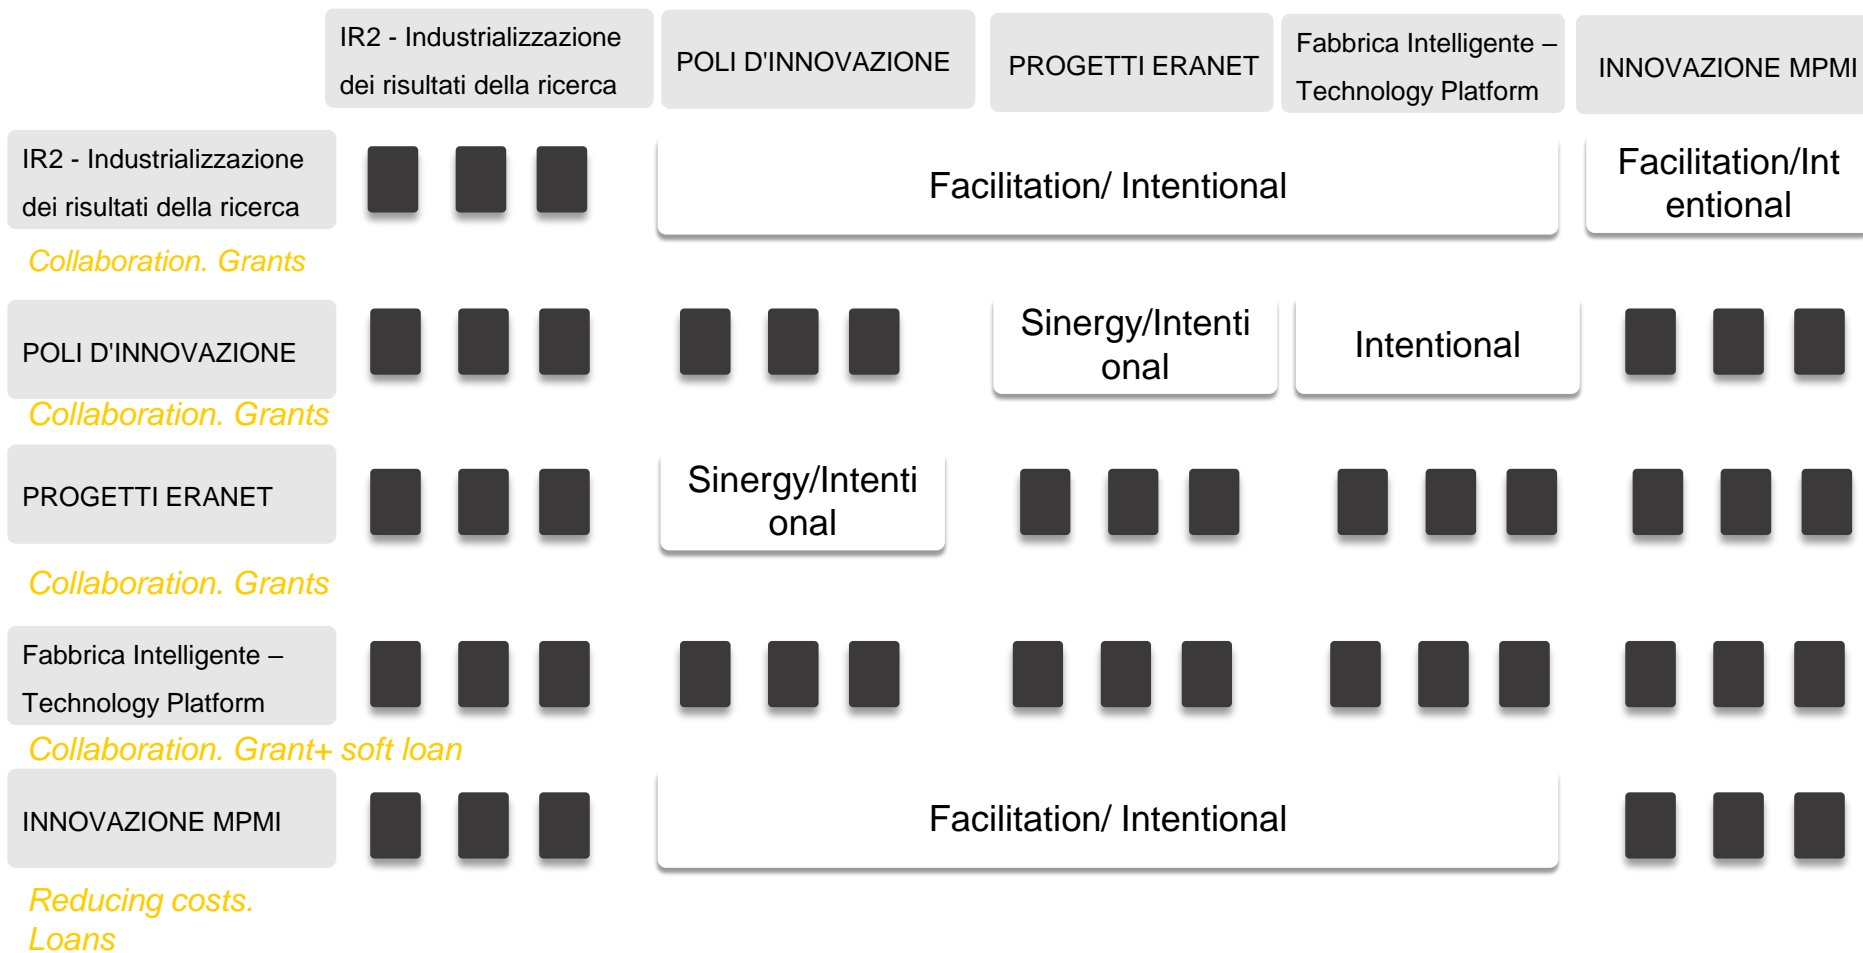 IR2 - Industrializzazione
dei risultati della ricerca
POLI D'INNOVAZIONE
PROGETTI ERANET
Fabbrica Intelligente –
Technology Platform
INNOVAZIONE MPMI
IR2 - Industrializzazione
dei risultati della ricerca
Facilitation/ Intentional
Facilitation/Int
entional
Collaboration. Grants
POLI D'INNOVAZIONE
Sinergy/Intenti
onal
Intentional
Collaboration. Grants
PROGETTI ERANET
Sinergy/Intenti
onal
Collaboration. Grants
Fabbrica Intelligente –
Technology Platform
Collaboration. Grant+ soft loan
INNOVAZIONE MPMI
Facilitation/ Intentional
Reducing costs.
Loans